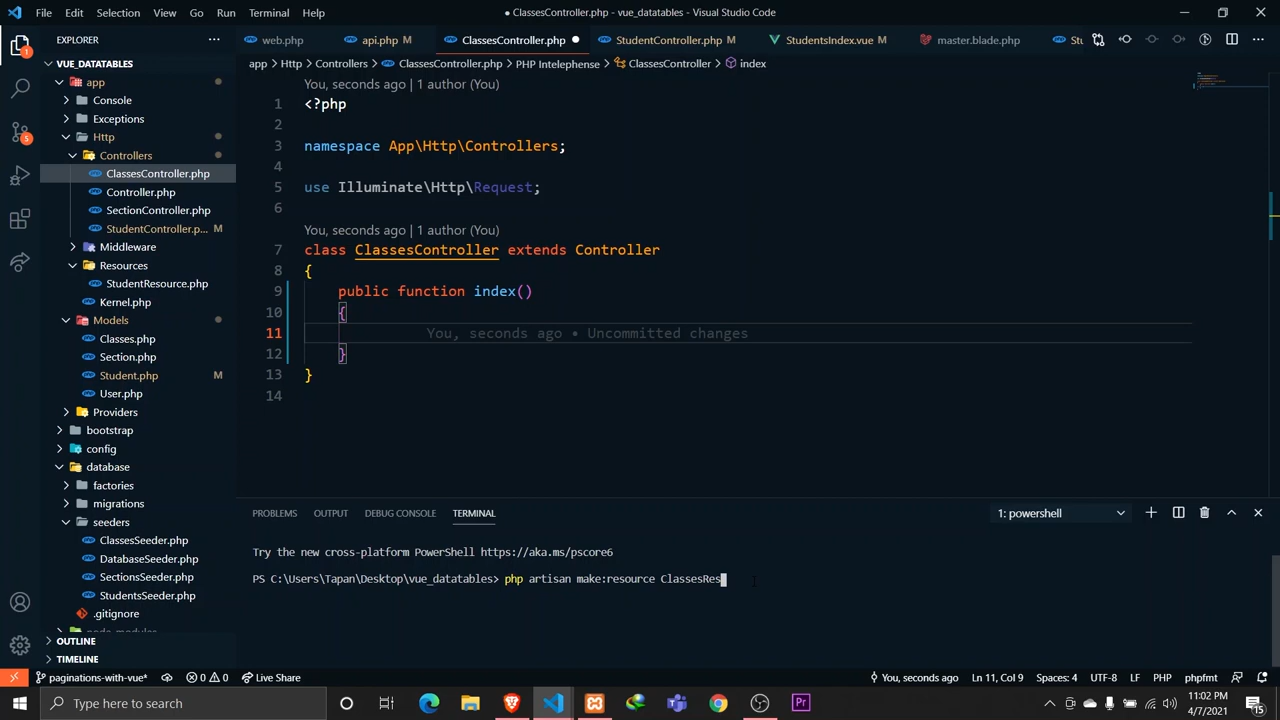 File Edit Selection View Go Run Terminal Help
● ClassesController.php - vue_datatables - Visual Studio Code
EXPLORER
web.php
api.php M
ClassesController.php ●
StudentController.php M
StudentsIndex.vue M
master.blade.php
Stu
VUE_DATATABLES
app > Http > Controllers > ClassesController.php > PHP Intelephense > ClassesController > index
app
Console
Exceptions
Http
Controllers
ClassesController.php
Controller.php
SectionController.php
StudentController.p... M
Middleware
Resources
StudentResource.php
Kernel.php
Models
Classes.php
Section.php
Student.php M
User.php
Providers
bootstrap
config
database
factories
migrations
seeders
ClassesSeeder.php
DatabaseSeeder.php
SectionsSeeder.php
StudentsSeeder.php
.gitignore
node_modules
OUTLINE
TIMELINE
1
5
You, seconds ago | 1 author (You)
1 <?php
2
3 namespace App\Http\Controllers;
4
5 use Illuminate\Http\Request;
6
You, seconds ago | 1 author (You)
7 class ClassesController extends Controller
8 {
9 public function index()
10 {
11 You, seconds ago • Uncommitted changes
12 }
13 }
14
PROBLEMS OUTPUT DEBUG CONSOLE TERMINAL
1: powershell
Try the new cross-platform PowerShell https://aka.ms/pscore6
PS C:\Users\Tapan\Desktop\vue_datatables> php artisan make:resource ClassesRes
paginations-with-vue* 0 0 Live Share
You, seconds ago Ln 11, Col 9 Spaces: 4 UTF-8 LF PHP phpfmt
Type here to search
11:02 PM
4/7/2021
15